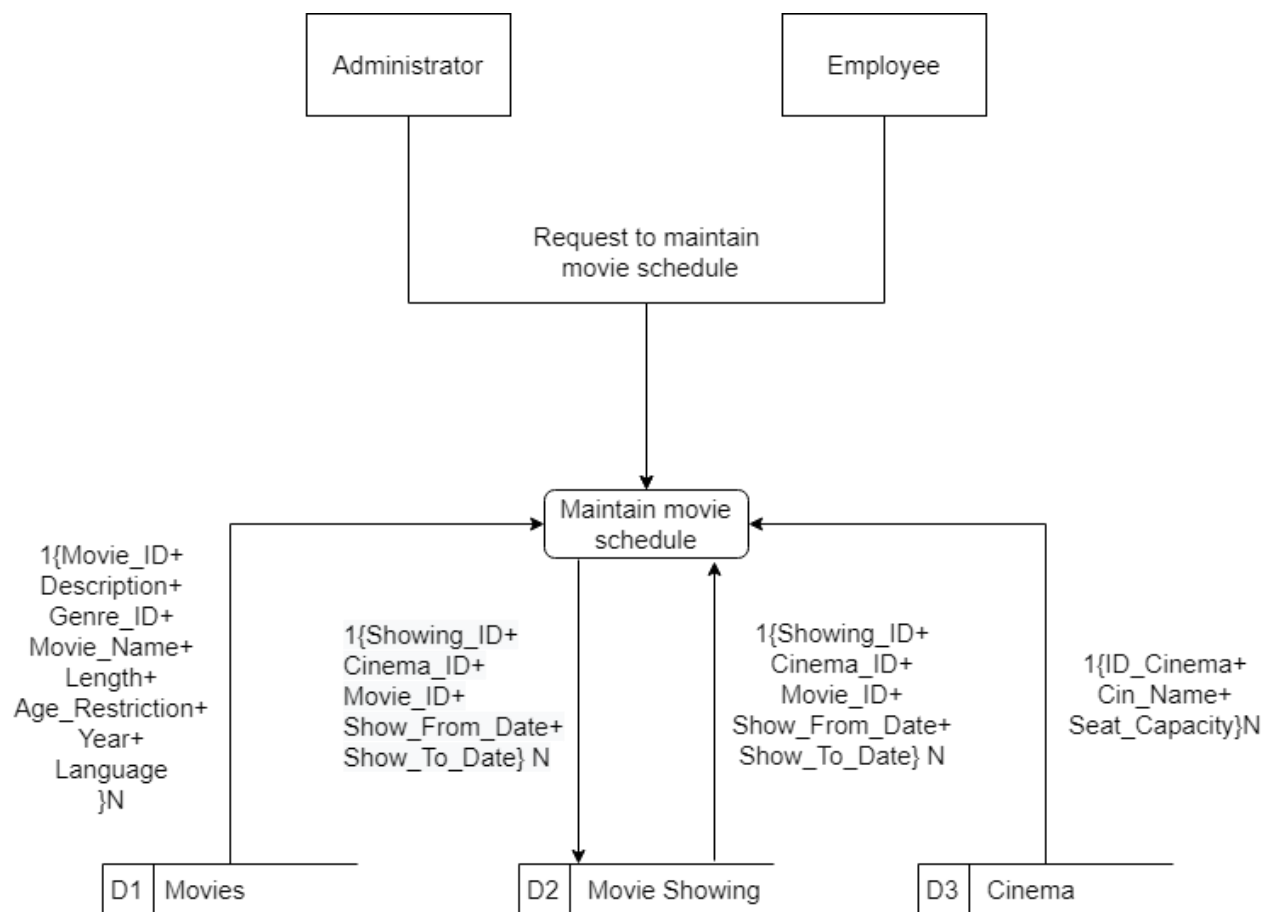 Administrator
Employee
Request to maintain
movie schedule
Maintain movie
schedule
1{Movie_ID+
Description+
Genre_ID+
Movie_Name+
Length+
Age_Restriction+
Year+
Language
}N
1{Showing_ID+
Cinema_ID+
Movie_ID+
Show_From_Date+
Show_To_Date} N
1{Showing_ID+
Cinema_ID+
Movie_ID+
Show_From_Date+
Show_To_Date} N
1{ID_Cinema+
Cin_Name+
Seat_Capacity}N
D1 Movies
D2 Movie Showing
D3 Cinema